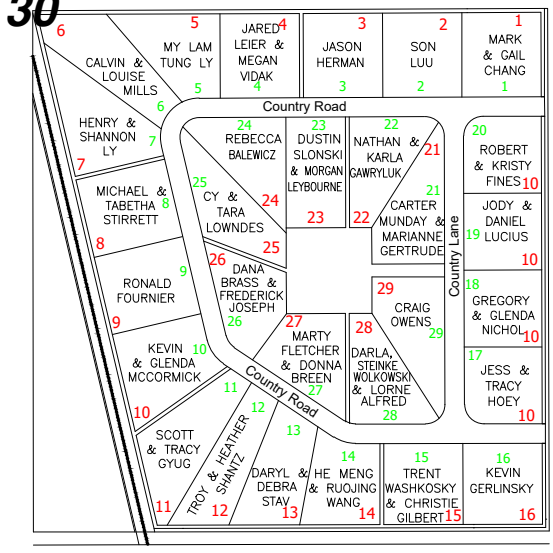 30
6
5
4
3
2
1
CALVIN &
LOUISE
MILLS
6
MY LAM
TUNG LY
5
JARED
LEIER &
MEGAN
VIDAK
4
JASON
HERMAN
3
SON
LUU
2
MARK
& GAIL
CHANG
1
Country Road
HENRY &
SHANNON
LY
7
7
24
REBECCA
BALEWICZ
24
23
DUSTIN
SLONSKI
& MORGAN
LEYBOURNE
23
22
NATHAN &
KARLA
GAWRYLUK
22
21
21
CARTER
MUNDAY &
MARIANNE
GERTRUDE
20
ROBERT
& KRISTY
FINES
10
MICHAEL &
TABETHA
STIRRETT
8
8
25
CY &
TARA
LOWNDES
25
Country Lane
JODY &
DANIEL
LUCIUS
19
10
RONALD
FOURNIER
9
9
26
DANA
BRASS &
FREDERICK
JOSEPH
26
29
CRAIG
OWENS
29
18
GREGORY
& GLENDA
NICHOL
10
KEVIN
& GLENDA
MCCORMICK
10
10
27
MARTY
FLETCHER
& DONNA
BREEN
27
28
DARLA,
STEINKE
WOLKOWSKI
& LORNE
ALFRED
28
17
JESS &
TRACY
HOEY
10
Country Road
11
SCOTT
& TRACY
GYUG
11
12
TROY & HEATHER
SHANTZ
12
13
DARYL &
DEBRA
STAV
13
14
HE MENG
& RUOJING
WANG
14
15
TRENT
WASHKOSKY
& CHRISTIE
GILBERT
15
16
KEVIN
GERLINSKY
16